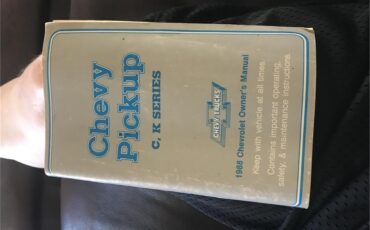 Chevy
Pickup
C, K SERIES
CHEVY TRUCKS
1988 Chevrolet Owner's Manual
Keep with vehicle at all times.
Contains important operating,
safety, & maintenance instructions.